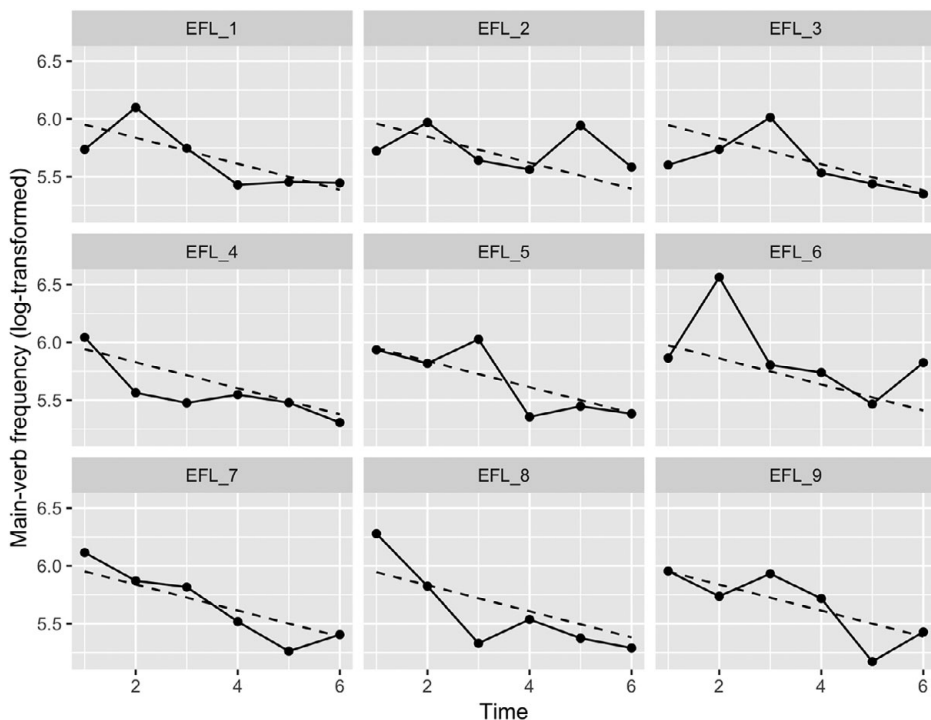 EFL_1 EFL_2 EFL_3
6.5
6.0
5.5
EFL_4 EFL_5 EFL_6
6.5
6.0
5.5
EFL_7 EFL_8 EFL_9
6.5
6.0
5.5
2 4 6 2 4 6 2 4 6
Time
Main-verb frequency (log-transformed)